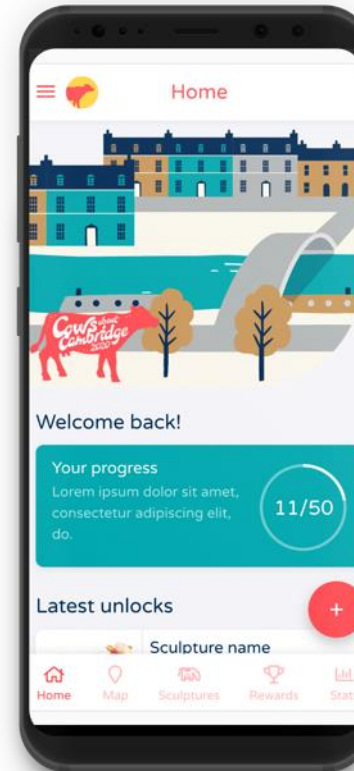 Home
Cows about
Cambridge
2020
Welcome back!
Your progress
Lorem ipsum dolor sit amet,
consectetur adipiscing elit,
do.
11/50
Latest unlocks
+
Sculpture name
Home Map Sculptures Rewards Stat